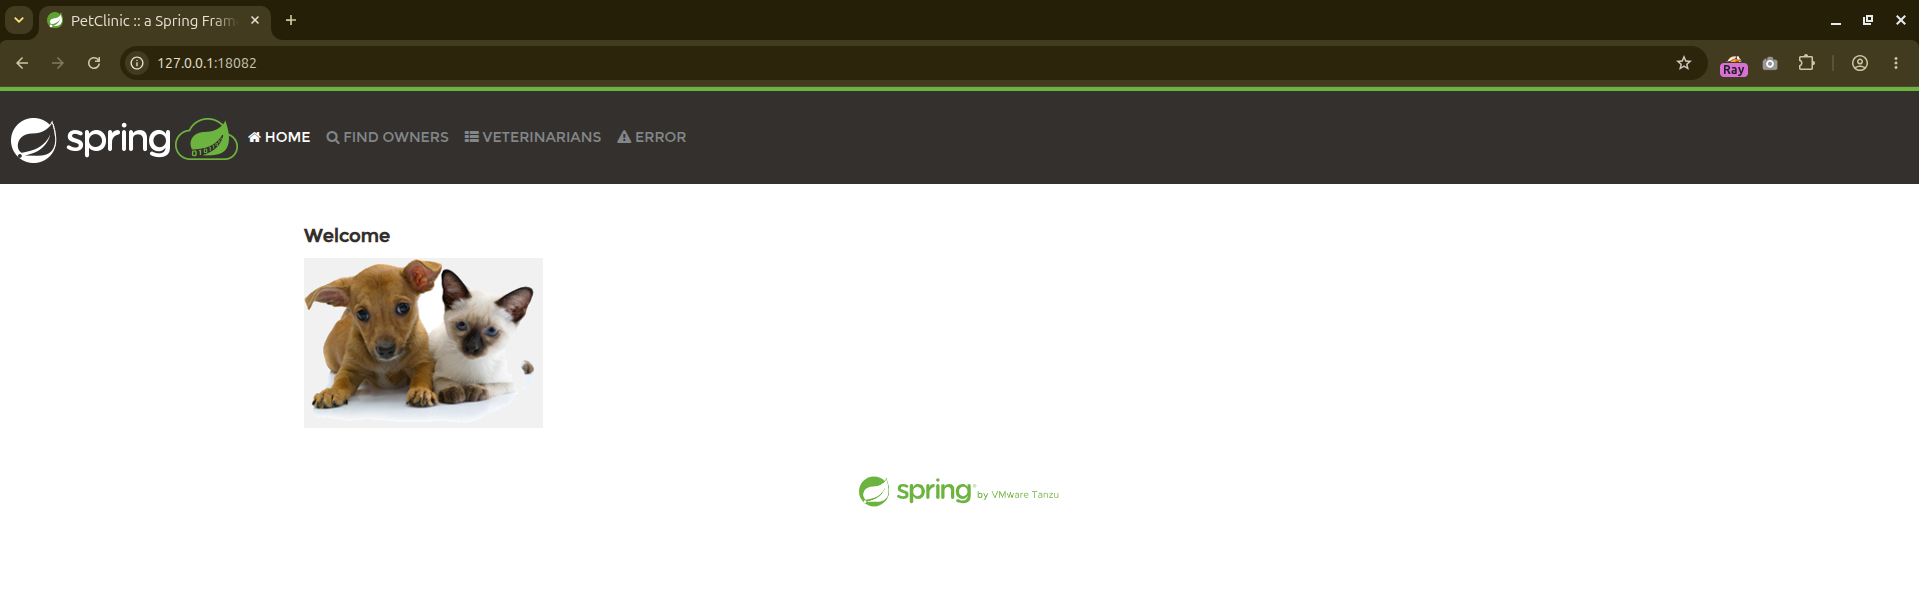 PetClinic :: a Spring Fram
127.0.0.1:18082
Ray
spring
HOME
FIND OWNERS
VETERINARIANS
ERROR
Welcome
spring by VMware Tanzu